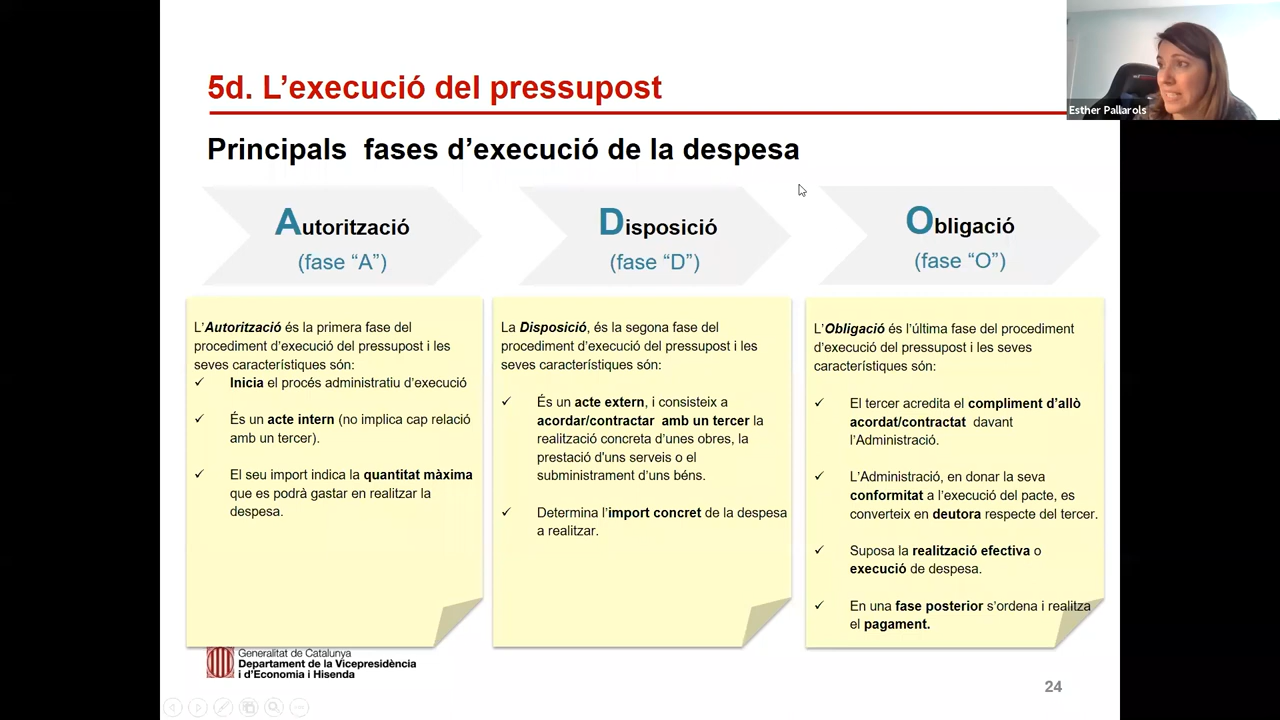 5d. L’execució del pressupost
Esther Pallarols
Principals fases d’execució de la despesa
Autorització
(fase “A”)
Disposició
(fase “D”)
Obligació
(fase “O”)
L’Autorització és la primera fase del
procediment d’execució del pressupost i les
seves característiques són:
✓ Inicia el procés administratiu d’execució
✓ És un acte intern (no implica cap relació
amb un tercer).
✓ El seu import indica la quantitat màxima
que es podrà gastar en realitzar la
despesa.
La Disposició, és la segona fase del
procediment d’execució del pressupost i les
seves característiques són:
✓ És un acte extern, i consisteix a
acordar/contractar amb un tercer la
realització concreta d’unes obres, la
prestació d'uns serveis o el
subministrament d’uns béns.
✓ Determina l’import concret de la despesa
a realitzar.
L’Obligació és l’última fase del procediment
d’execució del pressupost i les seves
característiques són:
✓ El tercer acredita el compliment d’allò
acordat/contractat davant
l’Administració.
✓ L’Administració, en donar la seva
conformitat a l’execució del pacte, es
converteix en deutora respecte del tercer.
✓ Suposa la realització efectiva o
execució de despesa.
✓ En una fase posterior s’ordena i realitza
el pagament.
Generalitat de Catalunya
Departament de la Vicepresidència
i d’Economia i Hisenda
24